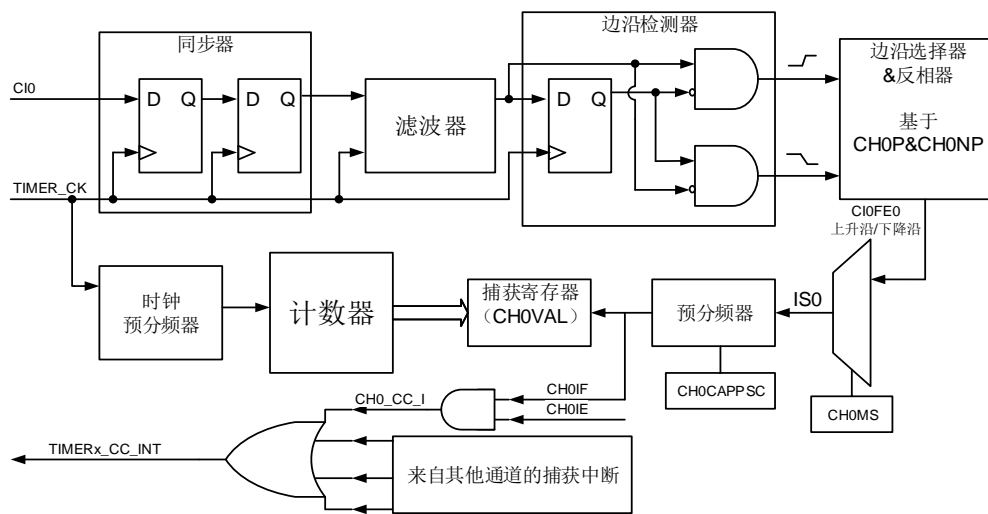 同步器
边沿检测器
CI0
D
Q
D
Q
滤波器
D
Q
边沿选择器
&反相器
基于
CH0P&CH0NP
TIMER_CK
CI0FE0
上升沿/下降沿
时钟
预分频器
计数器
捕获寄存器
（CH0VAL）
预分频器
IS0
CH0CAPPSC
CH0MS
CH0_CC_I
CH0IF
CH0IE
TIMERx_CC_INT
来自其他通道的捕获中断